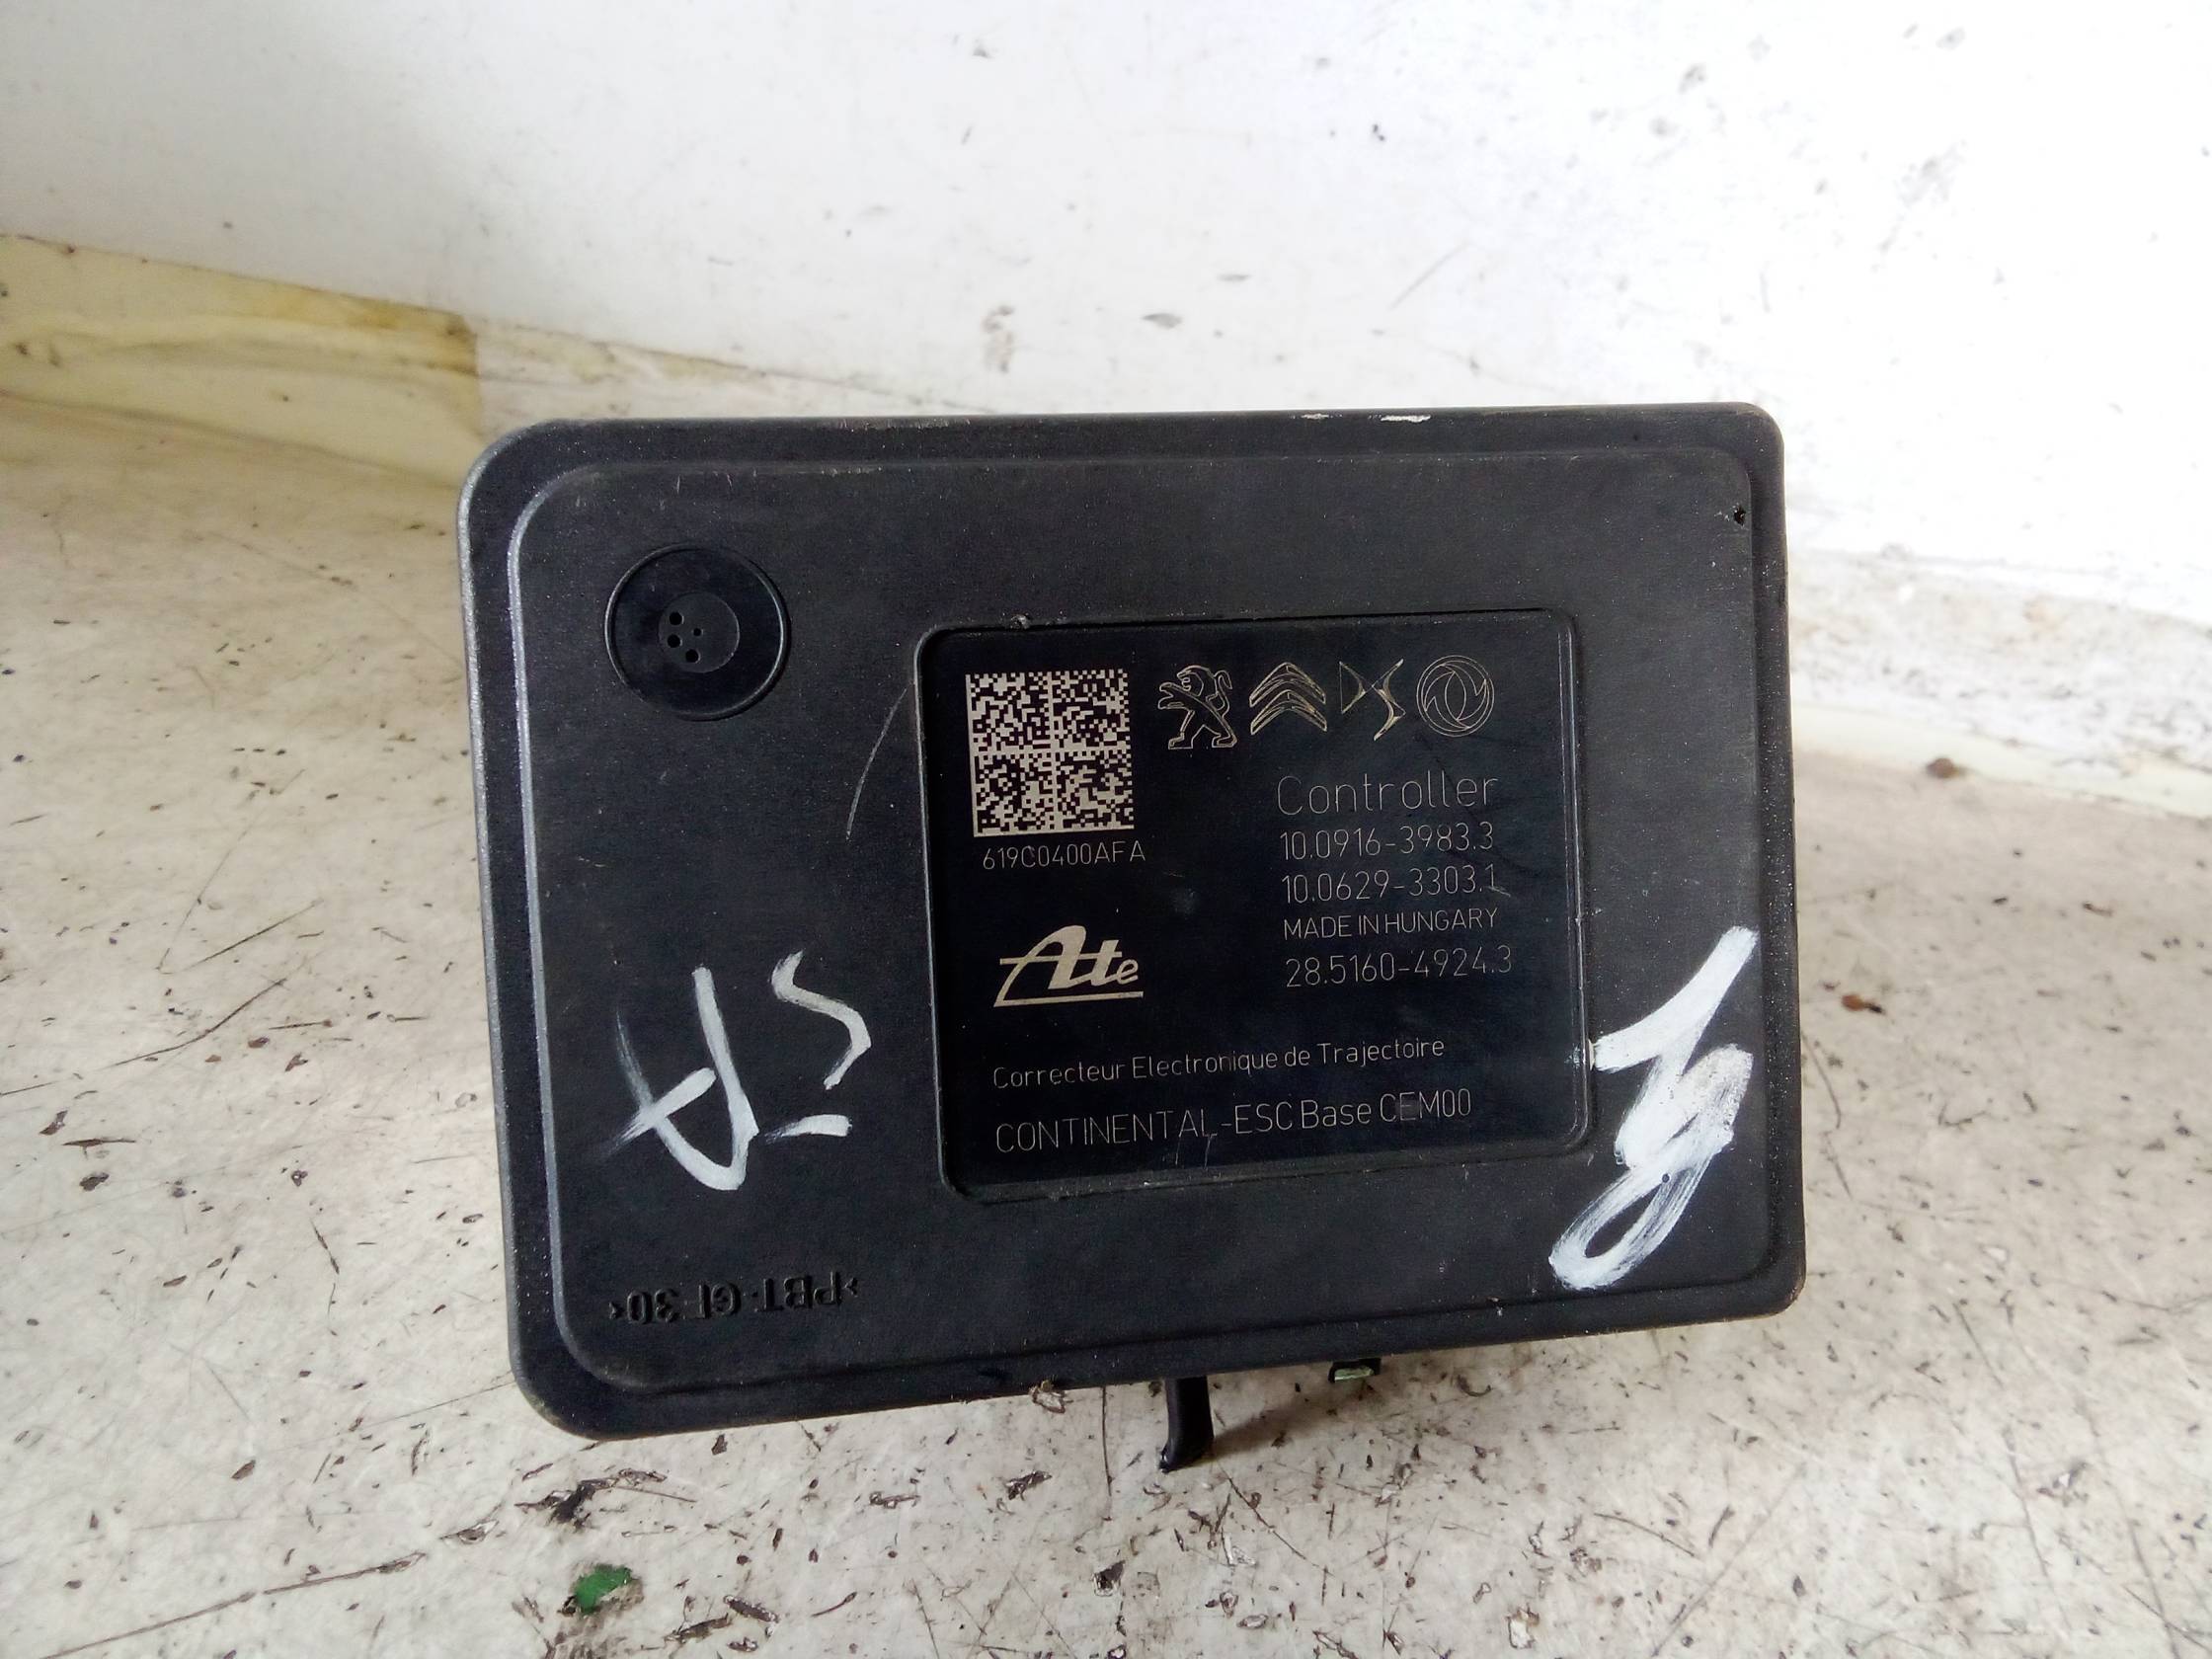 Controller
10.0916-3983.3
619C0400AFA
10.0629-3303.1
MADE IN HUNGARY
28.5160-4924.3
Ate
Correcteur Electronique de Trajectoire
CONTINENTAL-ESC Base CEM00
>PBT-GF30<